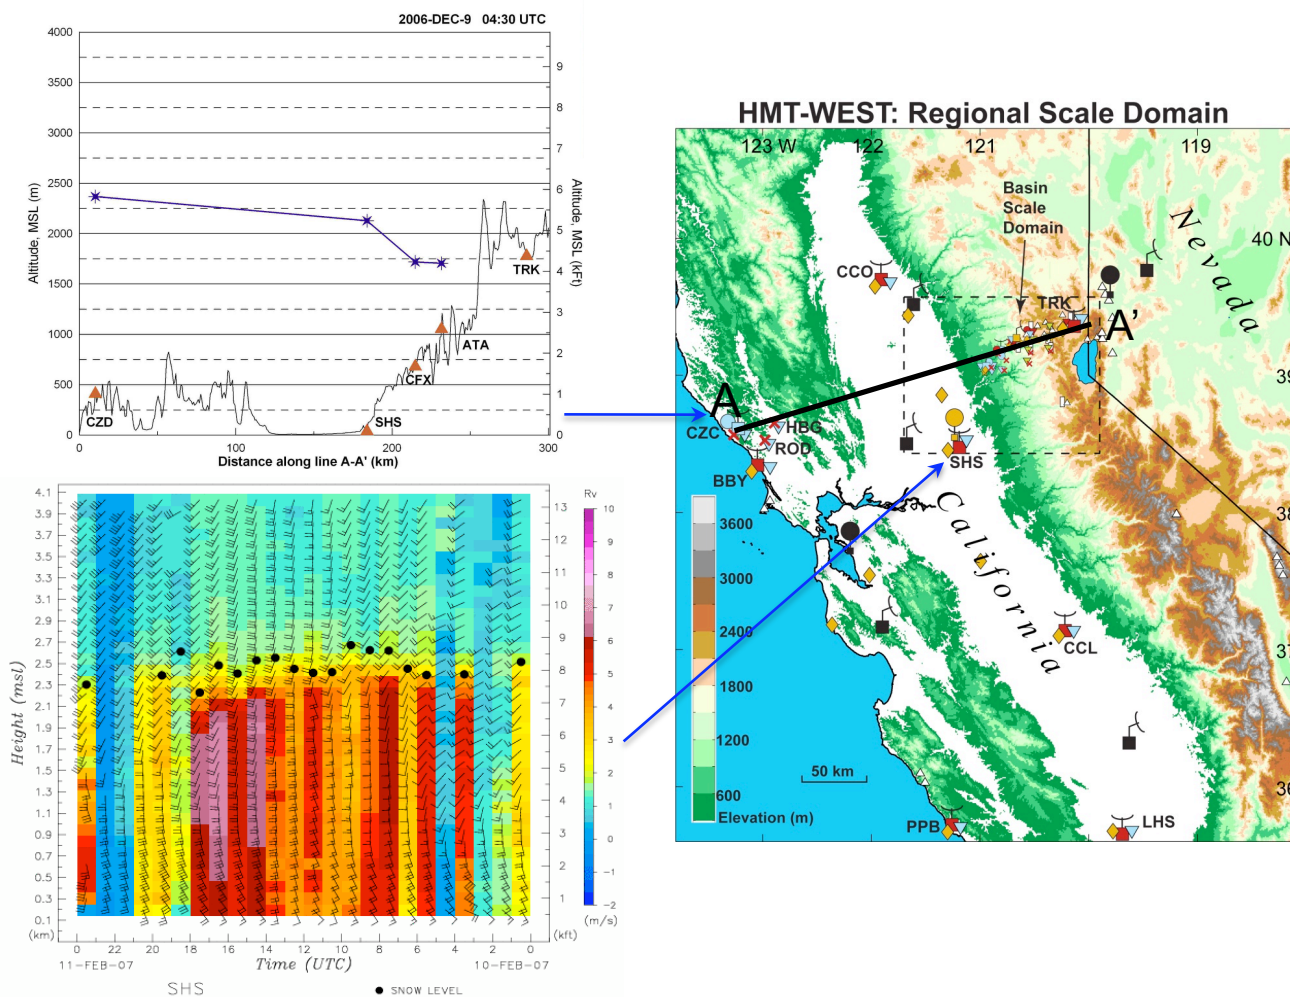 2006-DEC-9 04:30 UTC
4000
3500
3000
2500
2000
1500
1000
500
0
Altitude, MSL (m)
9
8
7
6
5
4
3
2
1
0
Altitude, MSL (kFt)
CZD
SHS
CFX
ATA
TRK
0
100
200
300
Distance along line A-A' (km)
HMT-WEST: Regional Scale Domain
123 W
122
121
119
40 N
39
38
37
36
Basin
Scale
Domain
Nevada
California
CCO
TRK
A
A'
CZC
HBG
ROD
BBY
SHS
CCL
PPB
LHS
50 km
3600
3000
2400
1800
1200
600
Elevation (m)
4.1
3.9
3.7
3.5
3.3
3.1
2.9
2.7
2.5
2.3
2.1
1.9
1.7
1.5
1.3
1.1
0.9
0.7
0.5
0.3
0.1
(km)
Height (msl)
13
12
11
10
9
8
7
6
5
4
3
2
1
(kft)
Rv
10
9
8
7
6
5
4
3
2
1
0
-1
-2
(m/s)
0 22 20 18 16 14 12 10 8 6 4 2 0
11-FEB-07 Time (UTC) 10-FEB-07
SHS
SNOW LEVEL